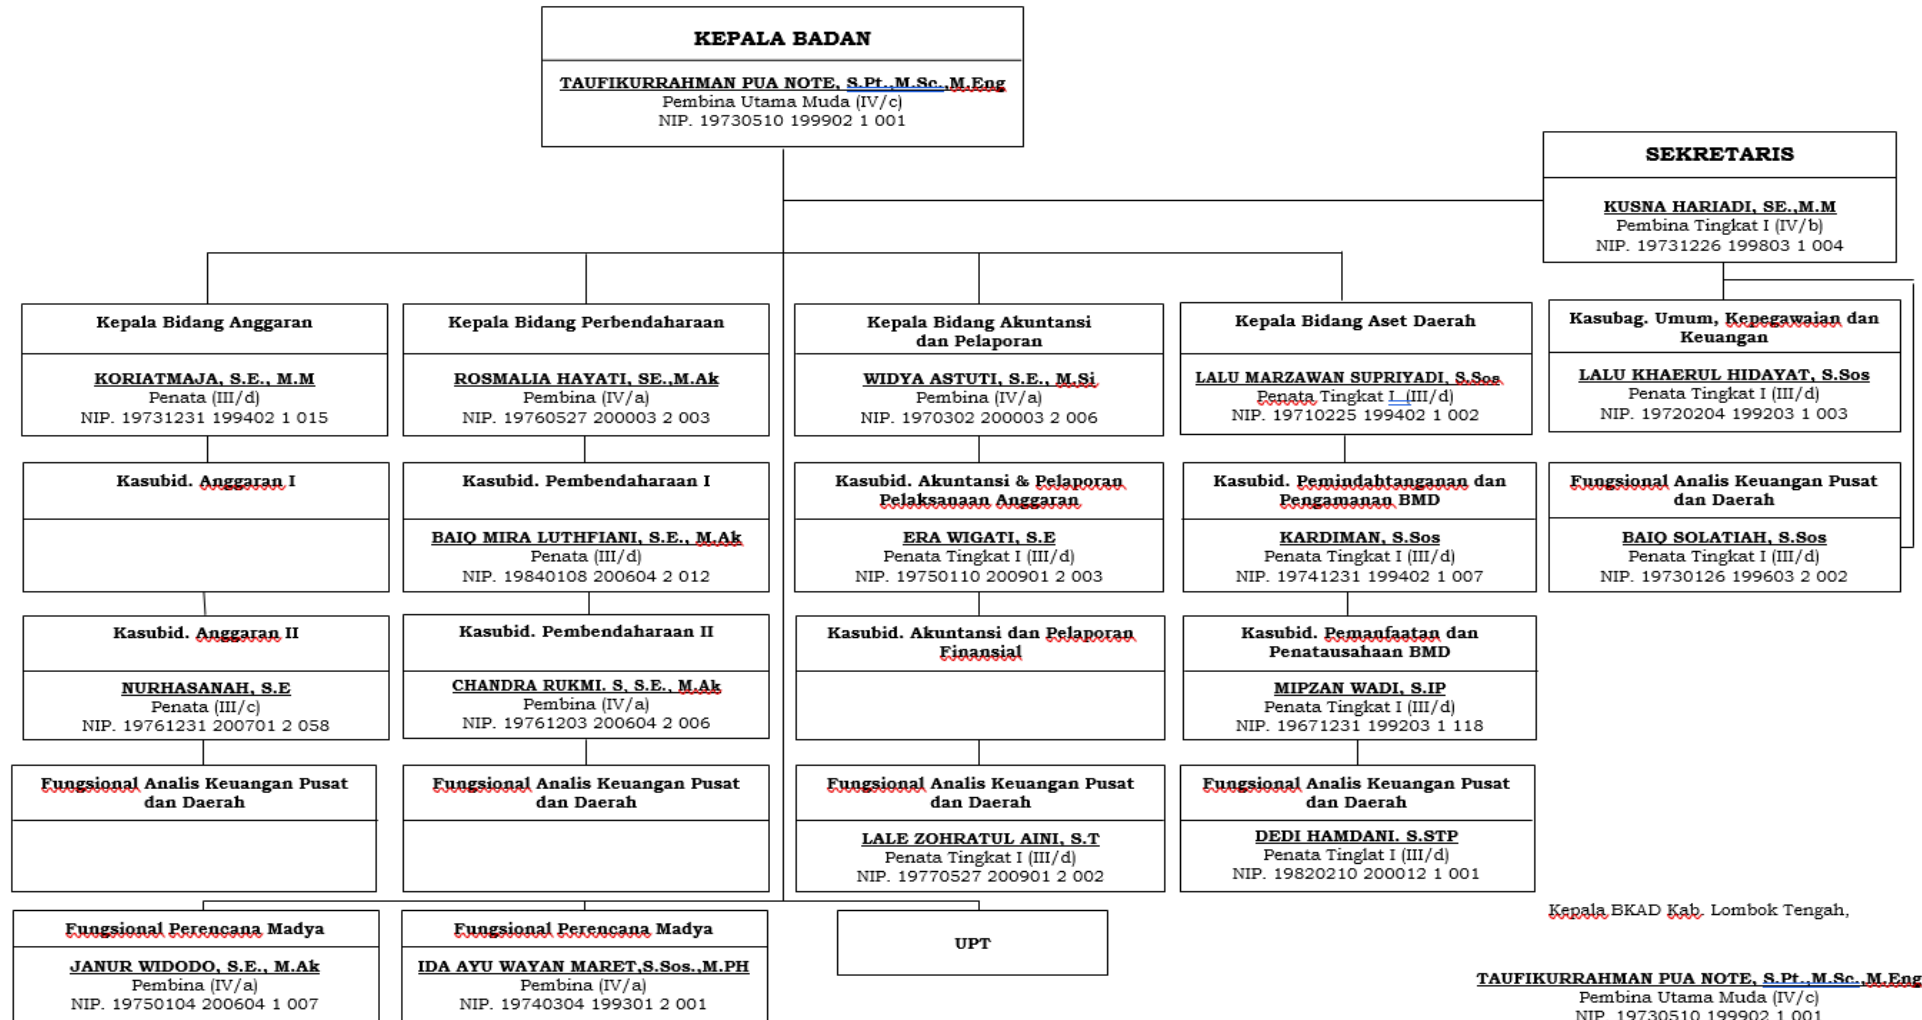 KEPALA BADAN
TAUFIKURRAHMAN PUA NOTE, S.Pt.,M.Sc.,M.Eng
Pembina Utama Muda (IV/c)
NIP. 19730510 199902 1 001
SEKRETARIS
KUSNA HARIADI, SE.,M.M
Pembina Tingkat I (IV/b)
NIP. 19731226 199803 1 004
Kepala Bidang Anggaran
KORIATMAJA, S.E., M.M
Penata (III/d)
NIP. 19731231 199402 1 015
Kepala Bidang Perbendaharaan
ROSMALIA HAYATI, SE.,M.Ak
Pembina (IV/a)
NIP. 19760527 200003 2 003
Kepala Bidang Akuntansi
dan Pelaporan
WIDYA ASTUTI, S.E., M.Si
Pembina (IV/a)
NIP. 1970302 200003 2 006
Kepala Bidang Aset Daerah
LALU MARZAWAN SUPRIYADI, S.Sos
Penata Tingkat I (III/d)
NIP. 19710225 199402 1 002
Kasubag. Umum, Kepegawaian dan
Keuangan
LALU KHAERUL HIDAYAT, S.Sos
Penata Tingkat I (III/d)
NIP. 19720204 199203 1 003
Kasubid. Anggaran I
Kasubid. Pembendaharaan I
BAIQ MIRA LUTHFIANI, S.E., M.Ak
Penata (III/d)
NIP. 19840108 200604 2 012
Kasubid. Akuntansi & Pelaporan
Pelaksanaan Anggaran
ERA WIGATI, S.E
Penata Tingkat I (III/d)
NIP. 19750110 200901 2 003
Kasubid. Pemindahtanganan dan
Pengamanan BMD
KARDIMAN, S.Sos
Penata Tingkat I (III/d)
NIP. 19741231 199402 1 007
Fungsional Analis Keuangan Pusat
dan Daerah
BAIQ SOLATIAH, S.Sos
Penata Tingkat I (III/d)
NIP. 19730126 199603 2 002
Kasubid. Anggaran II
NURHASANAH, S.E
Penata (III/c)
NIP. 19761231 200701 2 058
Kasubid. Pembendaharaan II
CHANDRA RUKMI. S, S.E., M.Ak
Pembina (IV/a)
NIP. 19761203 200604 2 006
Kasubid. Akuntansi dan Pelaporan
Finansial
Kasubid. Pemanfaatan dan
Penatausahaan BMD
MIPZAN WADI, S.IP
Penata Tingkat I (III/d)
NIP. 19671231 199203 1 118
Fungsional Analis Keuangan Pusat
dan Daerah
Fungsional Analis Keuangan Pusat
dan Daerah
Fungsional Analis Keuangan Pusat
dan Daerah
LALE ZOHRATUL AINI, S.T
Penata Tingkat I (III/d)
NIP. 19770527 200901 2 002
Fungsional Analis Keuangan Pusat
dan Daerah
DEDI HAMDANI. S.STP
Penata Tinglat I (III/d)
NIP. 19820210 200012 1 001
Fungsional Perencana Madya
JANUR WIDODO, S.E., M.Ak
Pembina (IV/a)
NIP. 19750104 200604 1 007
Fungsional Perencana Madya
IDA AYU WAYAN MARET,S.Sos.,M.PH
Pembina (IV/a)
NIP. 19740304 199301 2 001
UPT
Kepala BKAD Kab. Lombok Tengah,
TAUFIKURRAHMAN PUA NOTE, S.Pt.,M.Sc.,M.Eng
Pembina Utama Muda (IV/c)
NIP. 19730510 199902 1 001